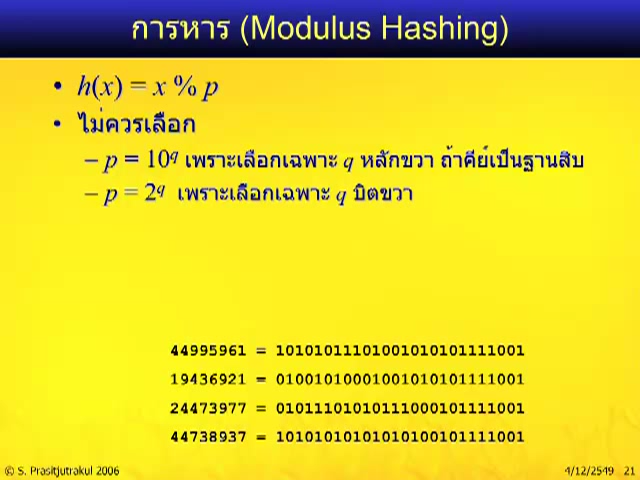 การหาร (Modulus Hashing)
• h(x) = x % p
• ไม่ควรเลือก
– p = 10^q เพราะเลือกเฉพาะ q หลักขวา ถ้าคีย์เป็นฐานสิบ
– p = 2^q เพราะเลือกเฉพาะ q บิตขวา
44995961 = 10101011101001010101111001
19436921 = 01001010001001010101111001
24473977 = 01011101010111000101111001
44738937 = 10101010101010100101111001
© S. Prasitjutrakul 2006
4/12/2549 21